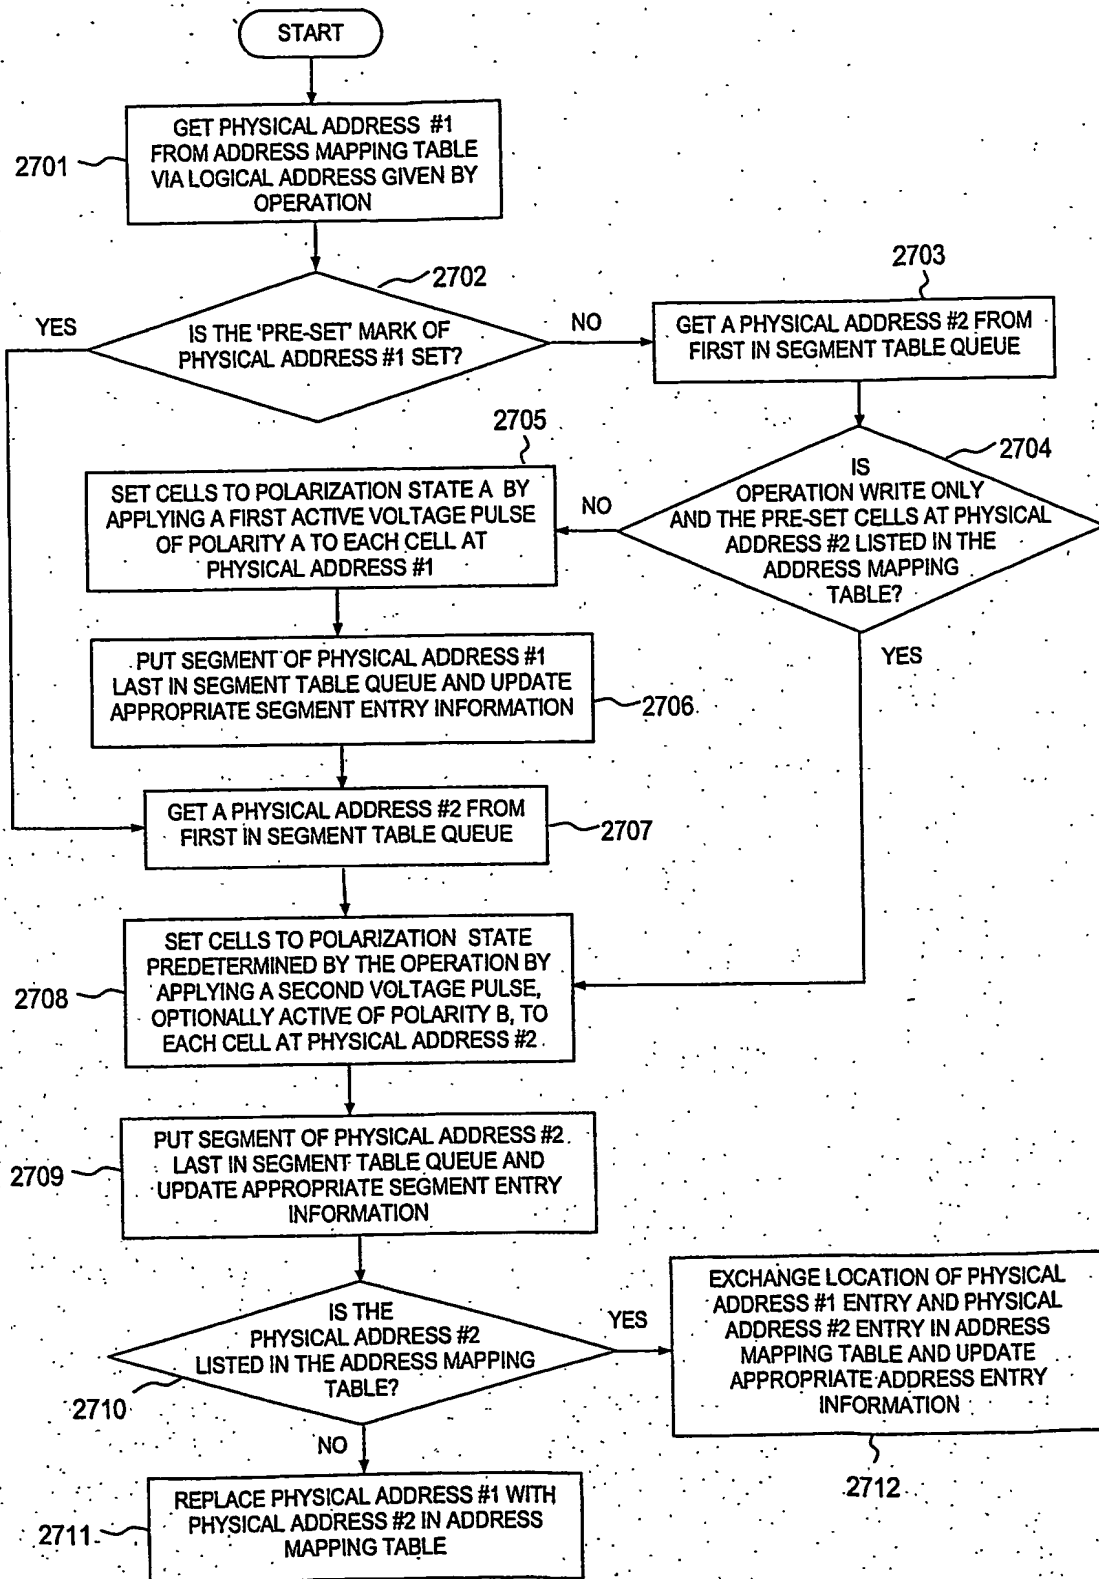 START
GET PHYSICAL ADDRESS #1
FROM ADDRESS MAPPING TABLE
VIA LOGICAL ADDRESS GIVEN BY
OPERATION
2701
2702
IS THE 'PRE-SET' MARK OF
PHYSICAL ADDRESS #1 SET?
YES
NO
2703
GET A PHYSICAL ADDRESS #2 FROM
FIRST IN SEGMENT TABLE QUEUE
2704
IS
OPERATION WRITE ONLY
AND THE PRE-SET CELLS AT PHYSICAL
ADDRESS #2 LISTED IN THE
ADDRESS MAPPING
TABLE?
NO
YES
2705
SET CELLS TO POLARIZATION STATE A BY
APPLYING A FIRST ACTIVE VOLTAGE PULSE
OF POLARITY A TO EACH CELL AT
PHYSICAL ADDRESS #1
PUT SEGMENT OF PHYSICAL ADDRESS #1
LAST IN SEGMENT TABLE QUEUE AND UPDATE
APPROPRIATE SEGMENT ENTRY INFORMATION
2706
GET A PHYSICAL ADDRESS #2 FROM
FIRST IN SEGMENT TABLE QUEUE
2707
SET CELLS TO POLARIZATION STATE
PREDETERMINED BY THE OPERATION BY
APPLYING A SECOND VOLTAGE PULSE,
OPTIONALLY ACTIVE OF POLARITY B, TO
EACH CELL AT PHYSICAL ADDRESS #2
2708
PUT SEGMENT OF PHYSICAL ADDRESS #2
LAST IN SEGMENT TABLE QUEUE AND
UPDATE APPROPRIATE SEGMENT ENTRY
INFORMATION
2709
IS THE
PHYSICAL ADDRESS #2
LISTED IN THE ADDRESS MAPPING
TABLE?
2710
YES
NO
EXCHANGE LOCATION OF PHYSICAL
ADDRESS #1 ENTRY AND PHYSICAL
ADDRESS #2 ENTRY IN ADDRESS
MAPPING TABLE AND UPDATE
APPROPRIATE ADDRESS ENTRY
INFORMATION
2712
REPLACE PHYSICAL ADDRESS #1 WITH
PHYSICAL ADDRESS #2 IN ADDRESS
MAPPING TABLE
2711